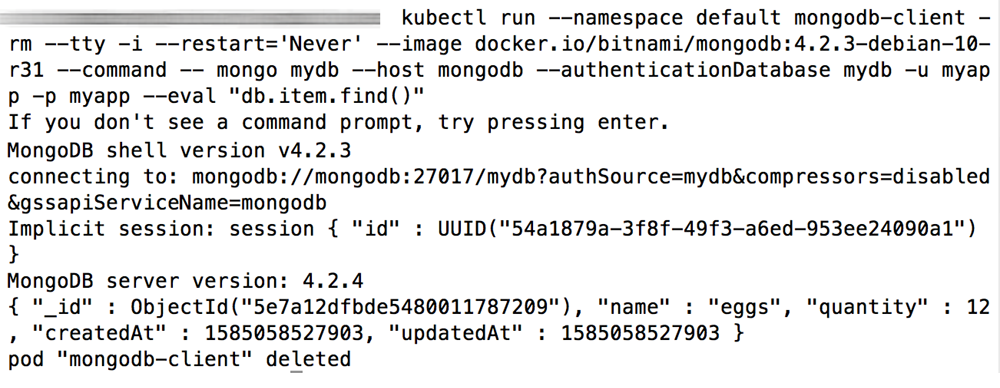 kubectl run --namespace default mongodb-client -
rm --tty -i --restart='Never' --image docker.io/bitnami/mongodb:4.2.3-debian-10-
r31 --command -- mongo mydb --host mongodb --authenticationDatabase mydb -u myap
p -p myapp --eval "db.item.find()"
If you don't see a command prompt, try pressing enter.
MongoDB shell version v4.2.3
connecting to: mongodb://mongodb:27017/mydb?authSource=mydb&compressors=disabled
&gssapiServiceName=mongodb
Implicit session: session { "id" : UUID("54a1879a-3f8f-49f3-a6ed-953ee24090a1")
}
MongoDB server version: 4.2.4
{ "_id" : ObjectId("5e7a12dfbde5480011787209"), "name" : "eggs", "quantity" : 12
, "createdAt" : 1585058527903, "updatedAt" : 1585058527903 }
pod "mongodb-client" deleted